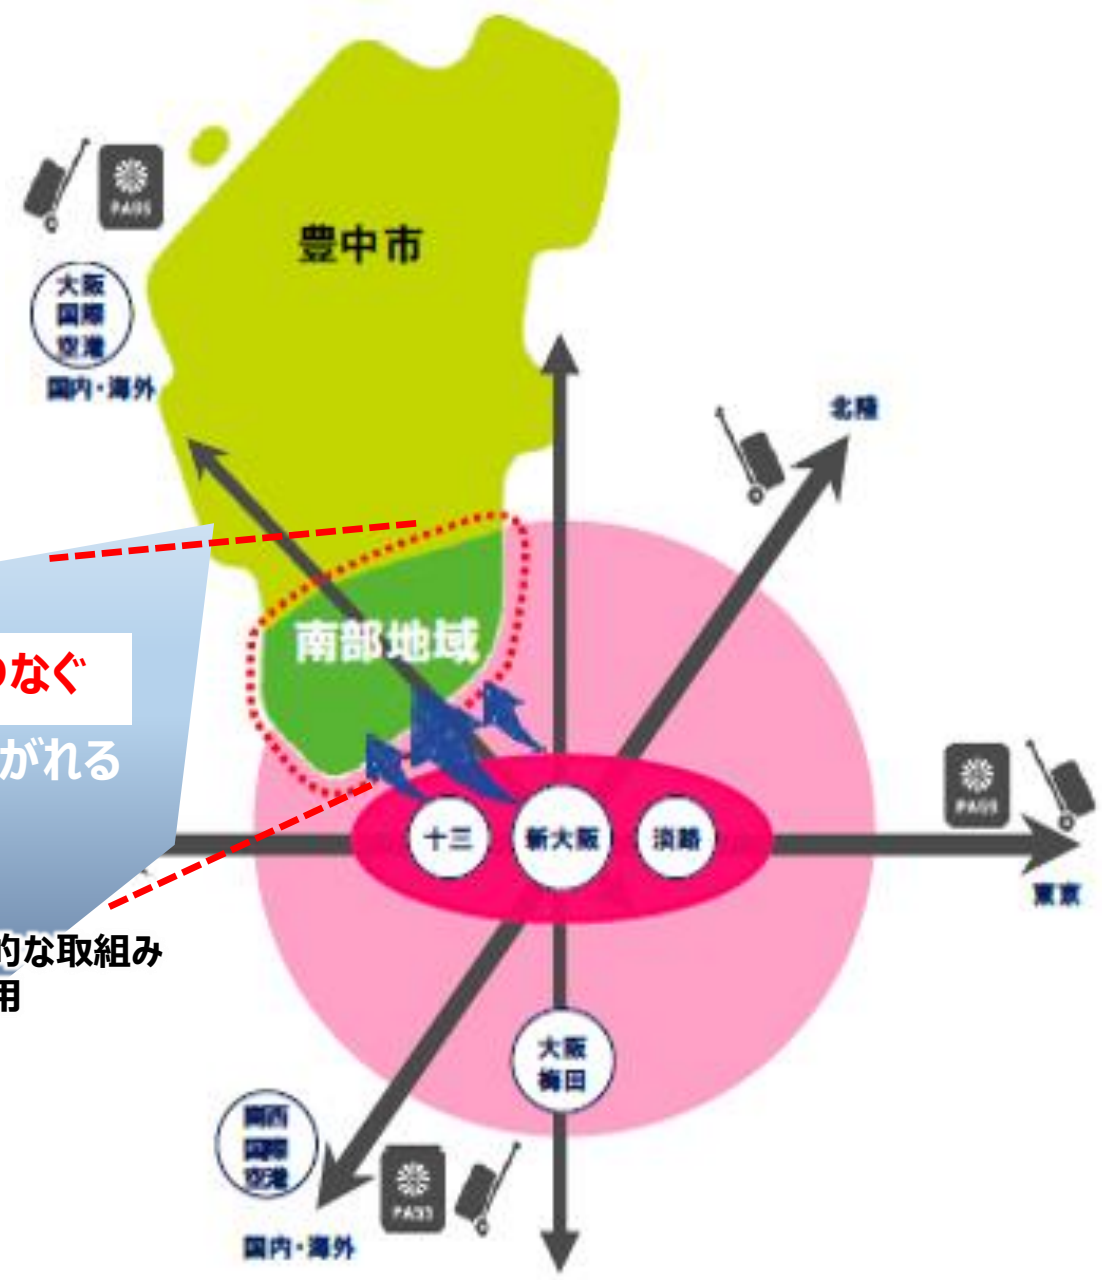 PASS
豊中市
大阪
国際
空港
国内・海外
北陸
南部地域
つなぐ
がれる
十三
新大阪
淡路
PASS
東京
的な取組み
用
大阪
梅田
関西
国際
空港
PASS
国内・海外